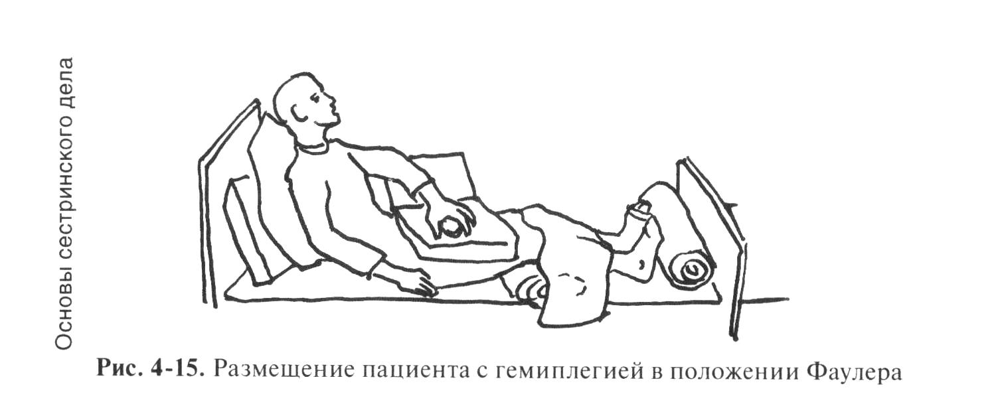 Основы сестринского дела
Рис. 4-15. Размещение пациента с гемиплегией в положении Фаулера